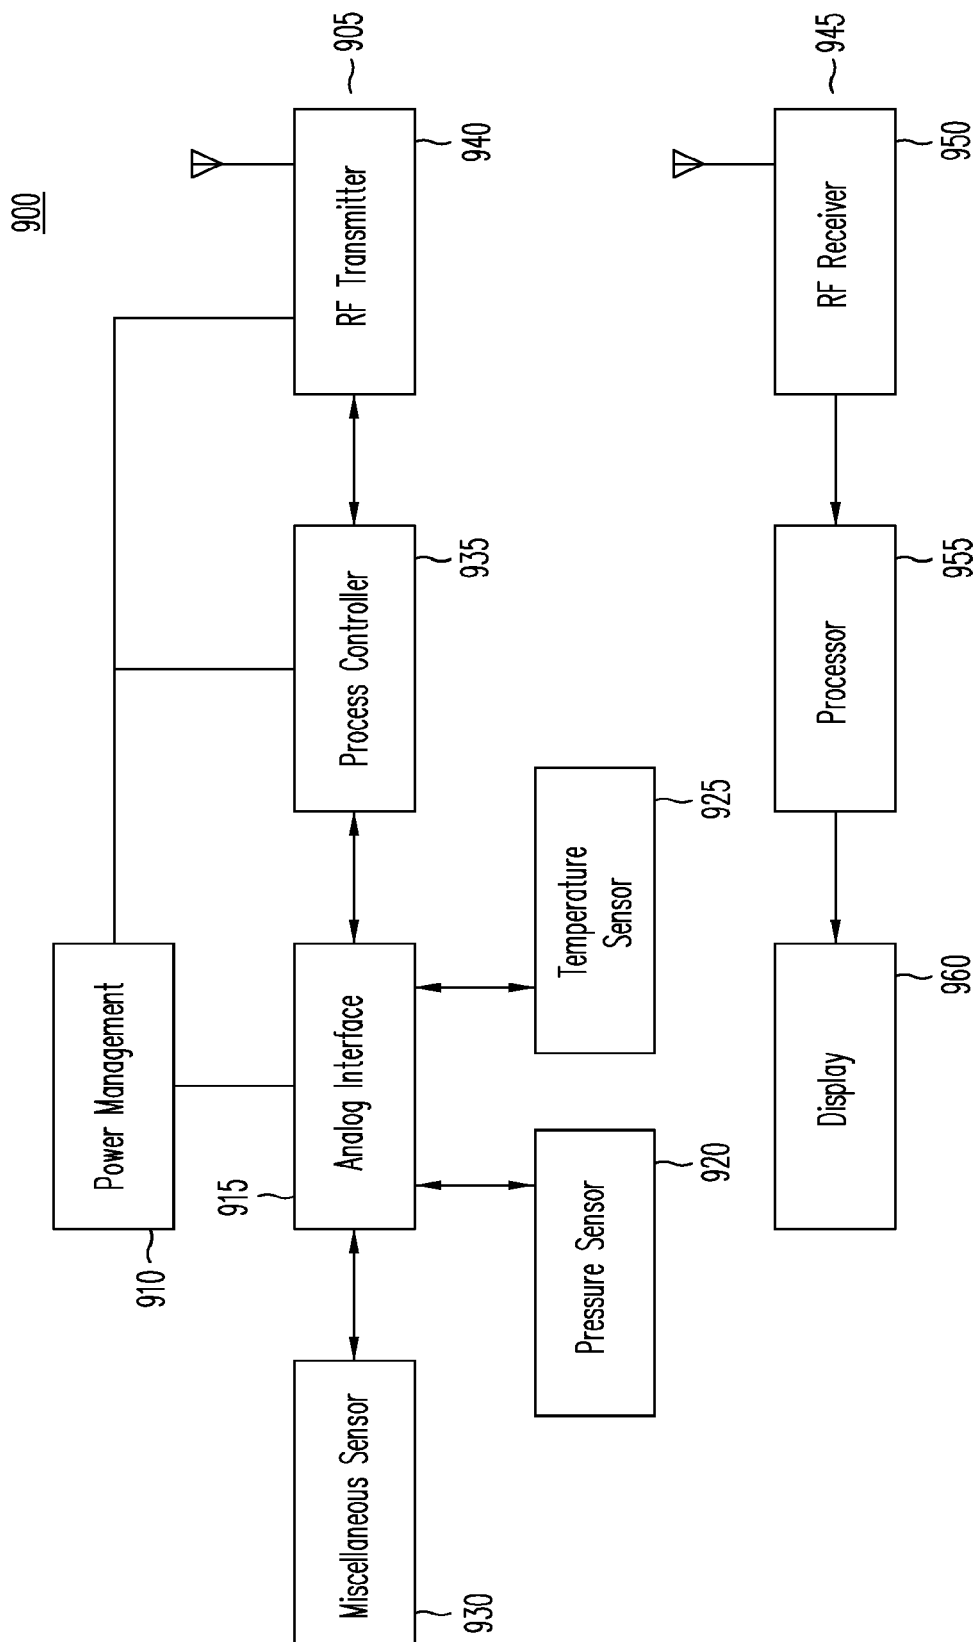 900
Power Management
910
905
Miscellaneous Sensor
930
Analog Interface
915
Process Controller
935
RF Transmitter
940
Pressure Sensor
920
Temperature
Sensor
925
945
Display
960
Processor
955
RF Receiver
950